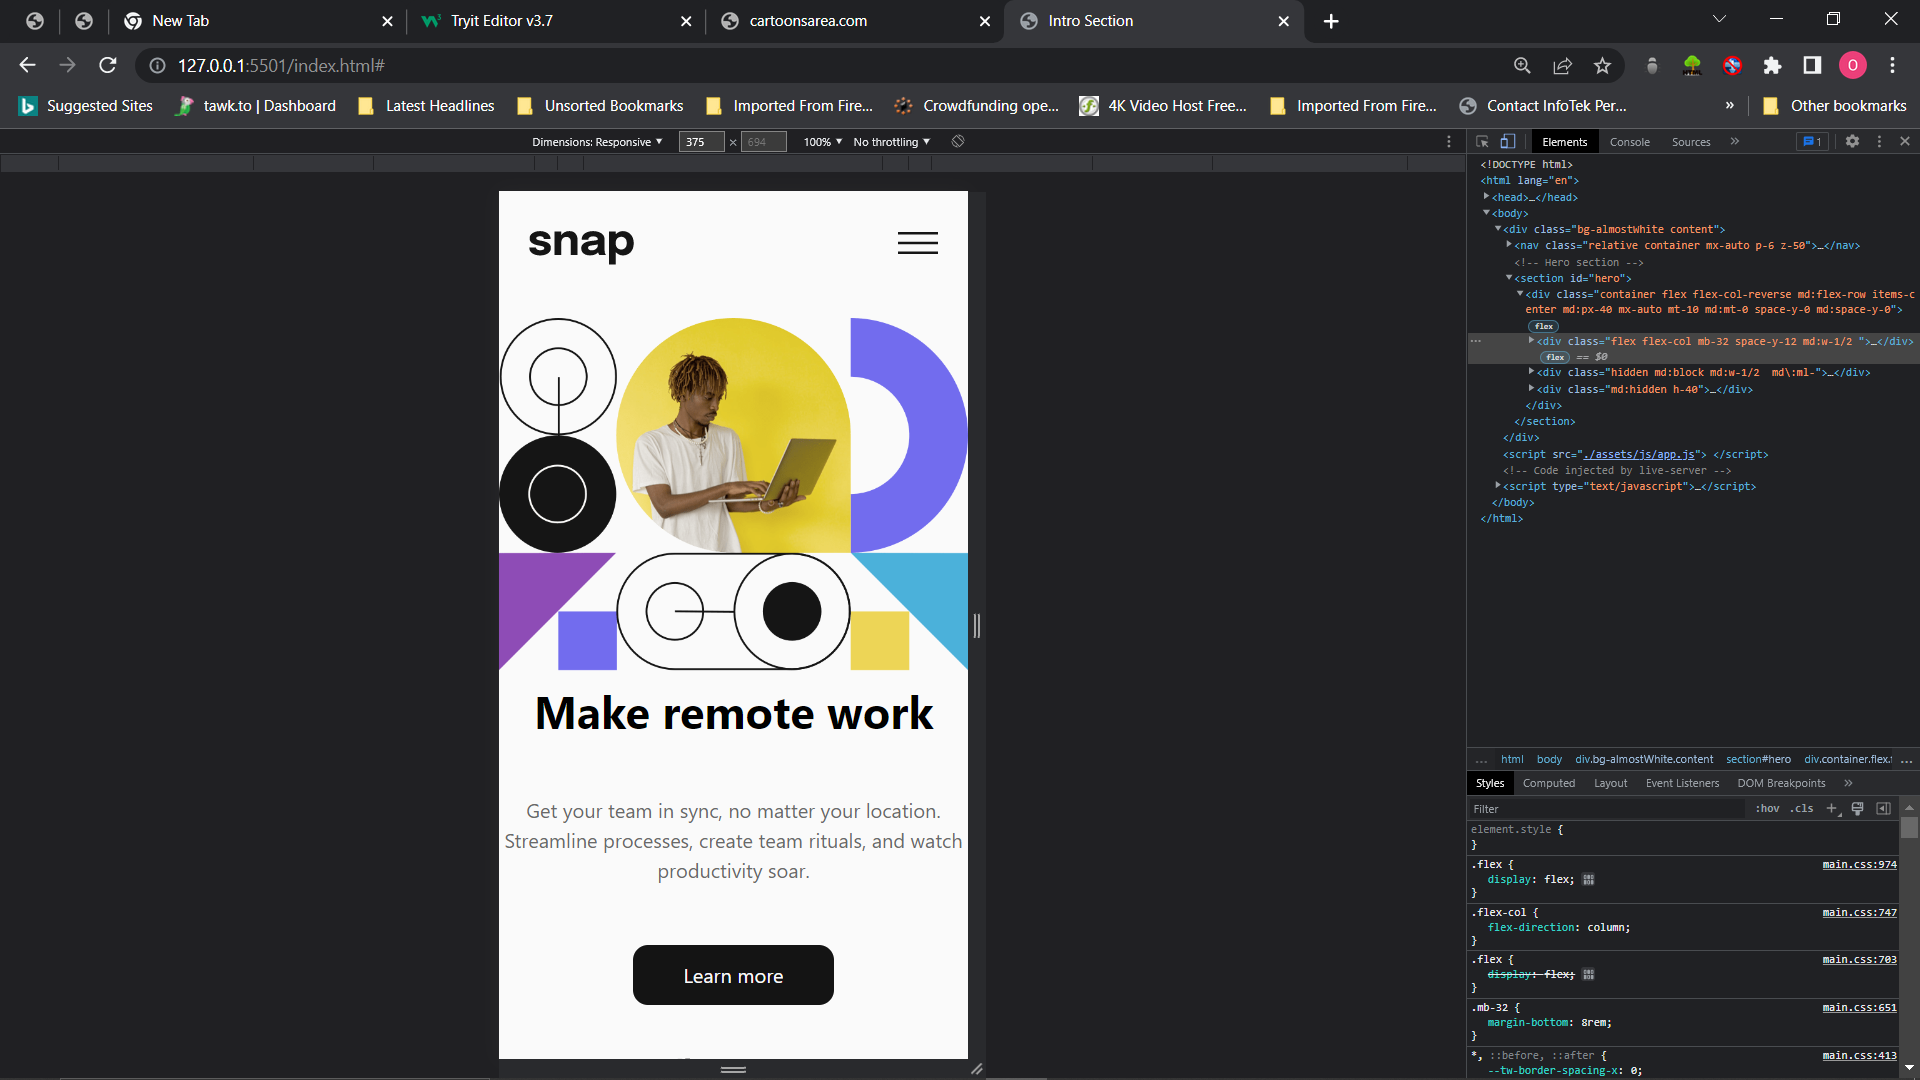 New Tab
Tryit Editor v3.7
cartoonsarea.com
Intro Section
127.0.0.1:5501/index.html#
O
Suggested Sites
tawk.to | Dashboard
Latest Headlines
Unsorted Bookmarks
Imported From Fire...
Crowdfunding ope...
4K Video Host Free...
Imported From Fire...
Contact InfoTek Per...
»
Other bookmarks
Dimensions: Responsive
375
×
694
100%
No throttling
Elements
Console
Sources
»
1
snap
Make remote work
Get your team in sync, no matter your location.
Streamline processes, create team rituals, and watch
productivity soar.
Learn more
<!DOCTYPE html>
<html lang="en">
<head>…</head>
<body>
<div class="bg-almostWhite content">
<nav class="relative container mx-auto p-6 z-50">…</nav>
<!-- Hero section -->
<section id="hero">
<div class="container flex flex-col-reverse md:flex-row items-c
enter md:px-40 mx-auto mt-10 md:mt-0 space-y-0 md:space-y-0">
flex
<div class="flex flex-col mb-32 space-y-12 md:w-1/2 ">…</div>
flex == $0
<div class="hidden md:block md:w-1/2  md\:ml-">…</div>
<div class="md:hidden h-40">…</div>
</div>
</section>
</div>
<script src="./assets/js/app.js"> </script>
<!-- Code injected by live-server -->
<script type="text/javascript">…</script>
</body>
</html>
... html body div.bg-almostWhite.content section#hero div.container.flex. ...
Styles
Computed
Layout
Event Listeners
DOM Breakpoints
»
Filter
:hov .cls +
element.style {
}
.flex { main.css:974
display: flex;
}
.flex-col { main.css:747
flex-direction: column;
}
.flex { main.css:703
display: flex;
}
.mb-32 { main.css:651
margin-bottom: 8rem;
}
*, ::before, ::after { main.css:413
--tw-border-spacing-x: 0;